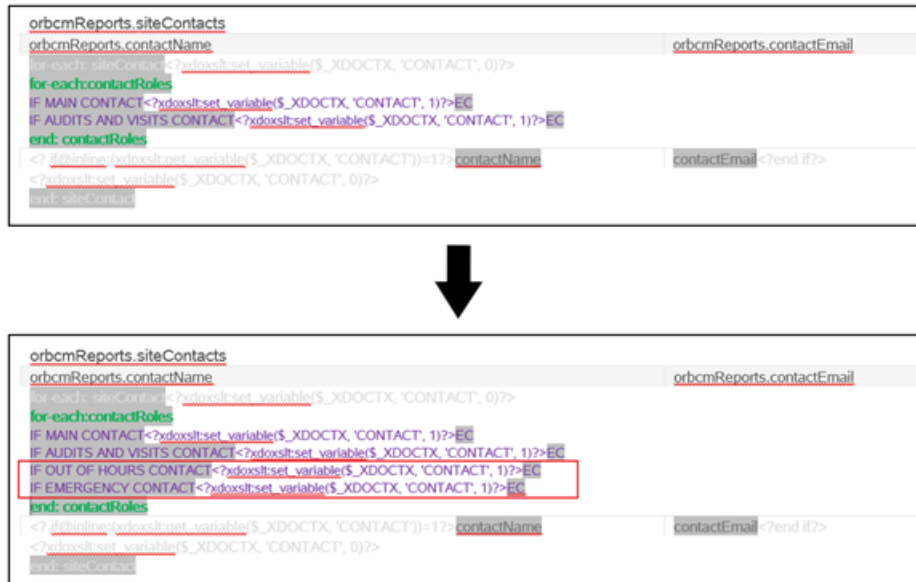 orbcmReports.siteContacts
orbcmReports.contactName orbcmReports.contactEmail
for-each: siteContact<?xdoxslt:set_variable($_XDOCTX, 'CONTACT', 0)?>
for-each:contactRoles
IF MAIN CONTACT<?xdoxslt:set_variable($_XDOCTX, 'CONTACT', 1)?>EC
IF AUDITS AND VISITS CONTACT<?xdoxslt:set_variable($_XDOCTX, 'CONTACT', 1)?>EC
end: contactRoles
<? if@inline:(xdoxslt:get_variable($_XDOCTX, 'CONTACT'))=1?>contactName contactEmail<?end if?>
<?xdoxslt:set_variable($_XDOCTX, 'CONTACT', 0)?>
end: siteContact
orbcmReports.siteContacts
orbcmReports.contactName orbcmReports.contactEmail
for-each: siteContact<?xdoxslt:set_variable($_XDOCTX, 'CONTACT', 0)?>
for-each:contactRoles
IF MAIN CONTACT<?xdoxslt:set_variable($_XDOCTX, 'CONTACT', 1)?>EC
IF AUDITS AND VISITS CONTACT<?xdoxslt:set_variable($_XDOCTX, 'CONTACT', 1)?>EC
IF OUT OF HOURS CONTACT<?xdoxslt:set_variable($_XDOCTX, 'CONTACT', 1)?>EC
IF EMERGENCY CONTACT<?xdoxslt:set_variable($_XDOCTX, 'CONTACT', 1)?>EC
end: contactRoles
<? if@inline:(xdoxslt:get_variable($_XDOCTX, 'CONTACT'))=1?>contactName contactEmail<?end if?>
<?xdoxslt:set_variable($_XDOCTX, 'CONTACT', 0)?>
end: siteContact